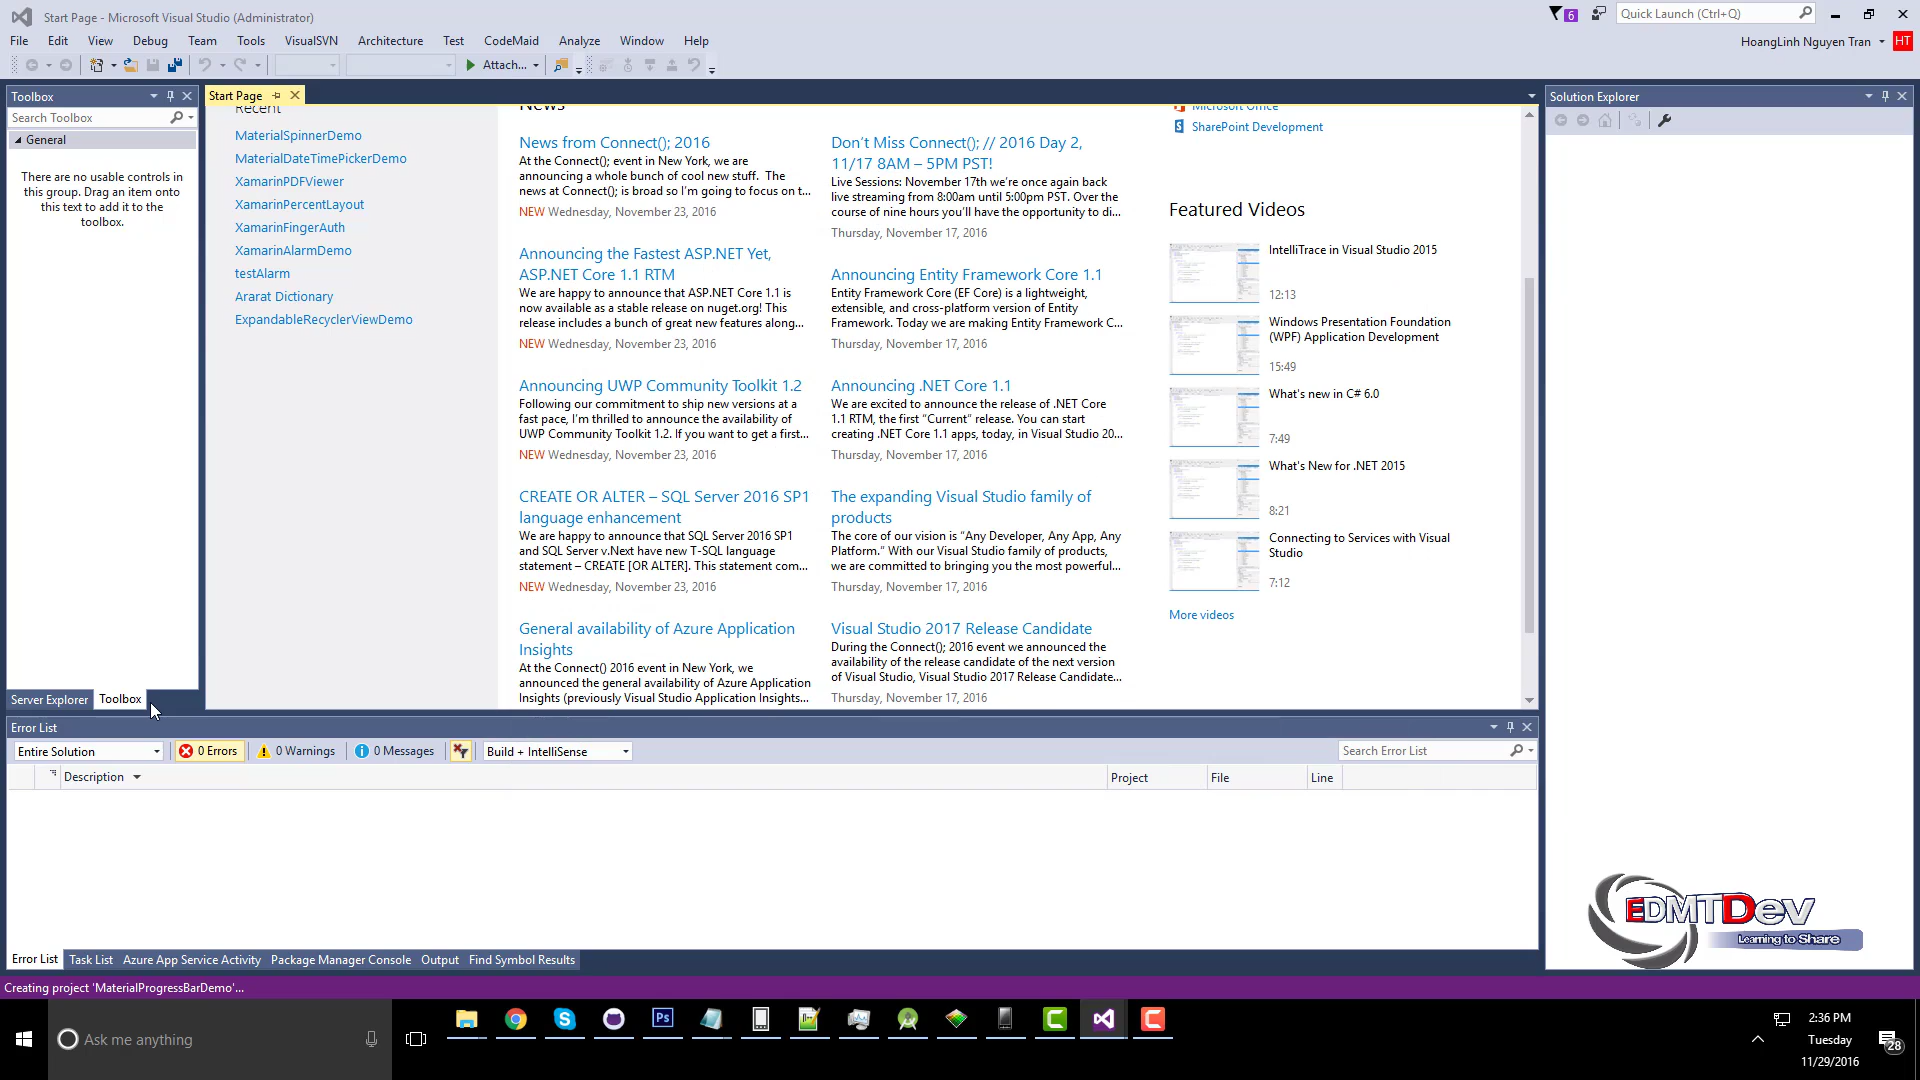 Start Page - Microsoft Visual Studio (Administrator)
6
Quick Launch (Ctrl+Q)
File Edit View Debug Team Tools VisualSVN Architecture Test CodeMaid Analyze Window Help
HoangLinh Nguyen Tran
HT
Attach...
Toolbox
Search Toolbox
General
There are no usable controls in
this group. Drag an item onto
this text to add it to the
toolbox.
Server Explorer
Toolbox
Start Page
Recent
MaterialSpinnerDemo
MaterialDateTimePickerDemo
XamarinPDFViewer
XamarinPercentLayout
XamarinFingerAuth
XamarinAlarmDemo
testAlarm
Ararat Dictionary
ExpandableRecyclerViewDemo
News
News from Connect(); 2016
At the Connect(); event in New York, we are
announcing a whole bunch of cool new stuff. The
news at Connect(); is broad so I'm going to focus on t...
NEW Wednesday, November 23, 2016
Announcing the Fastest ASP.NET Yet,
ASP.NET Core 1.1 RTM
We are happy to announce that ASP.NET Core 1.1 is
now available as a stable release on nuget.org! This
release includes a bunch of great new features along...
NEW Wednesday, November 23, 2016
Announcing UWP Community Toolkit 1.2
Following our commitment to ship new versions at a
fast pace, I'm thrilled to announce the availability of
UWP Community Toolkit 1.2. If you want to get a first...
NEW Wednesday, November 23, 2016
CREATE OR ALTER – SQL Server 2016 SP1
language enhancement
We are happy to announce that SQL Server 2016 SP1
and SQL Server v.Next have new T-SQL language
statement – CREATE [OR ALTER]. This statement com...
NEW Wednesday, November 23, 2016
General availability of Azure Application
Insights
At the Connect() 2016 event in New York, we
announced the general availability of Azure Application
Insights (previously Visual Studio Application Insights...
Don't Miss Connect(); // 2016 Day 2,
11/17 8AM – 5PM PST!
Live Sessions: November 17th we're once again back
live streaming from 8:00am until 5:00pm PST. Over the
course of nine hours you'll have the opportunity to di...
Thursday, November 17, 2016
Announcing Entity Framework Core 1.1
Entity Framework Core (EF Core) is a lightweight,
extensible, and cross-platform version of Entity
Framework. Today we are making Entity Framework C...
Thursday, November 17, 2016
Announcing .NET Core 1.1
We are excited to announce the release of .NET Core
1.1 RTM, the first "Current" release. You can start
creating .NET Core 1.1 apps, today, in Visual Studio 20...
Thursday, November 17, 2016
The expanding Visual Studio family of
products
The core of our vision is "Any Developer, Any App, Any
Platform." With our Visual Studio family of products,
we are committed to bringing you the most powerful...
Thursday, November 17, 2016
Visual Studio 2017 Release Candidate
During the Connect(); 2016 event we announced the
availability of the release candidate of the next version
of Visual Studio, Visual Studio 2017 Release Candidate...
Thursday, November 17, 2016
Microsoft Office
SharePoint Development
Featured Videos
IntelliTrace in Visual Studio 2015
12:13
Windows Presentation Foundation
(WPF) Application Development
15:49
What's new in C# 6.0
7:49
What's New for .NET 2015
8:21
Connecting to Services with Visual
Studio
7:12
More videos
Solution Explorer
Error List
Entire Solution
0 Errors
0 Warnings
0 Messages
Build + IntelliSense
Search Error List
Description
Project
File
Line
Error List Task List Azure App Service Activity Package Manager Console Output Find Symbol Results
EDMTDev
Learning to Share
Creating project 'MaterialProgressBarDemo'...
Ask me anything
Ps
2:36 PM
Tuesday
11/29/2016
28